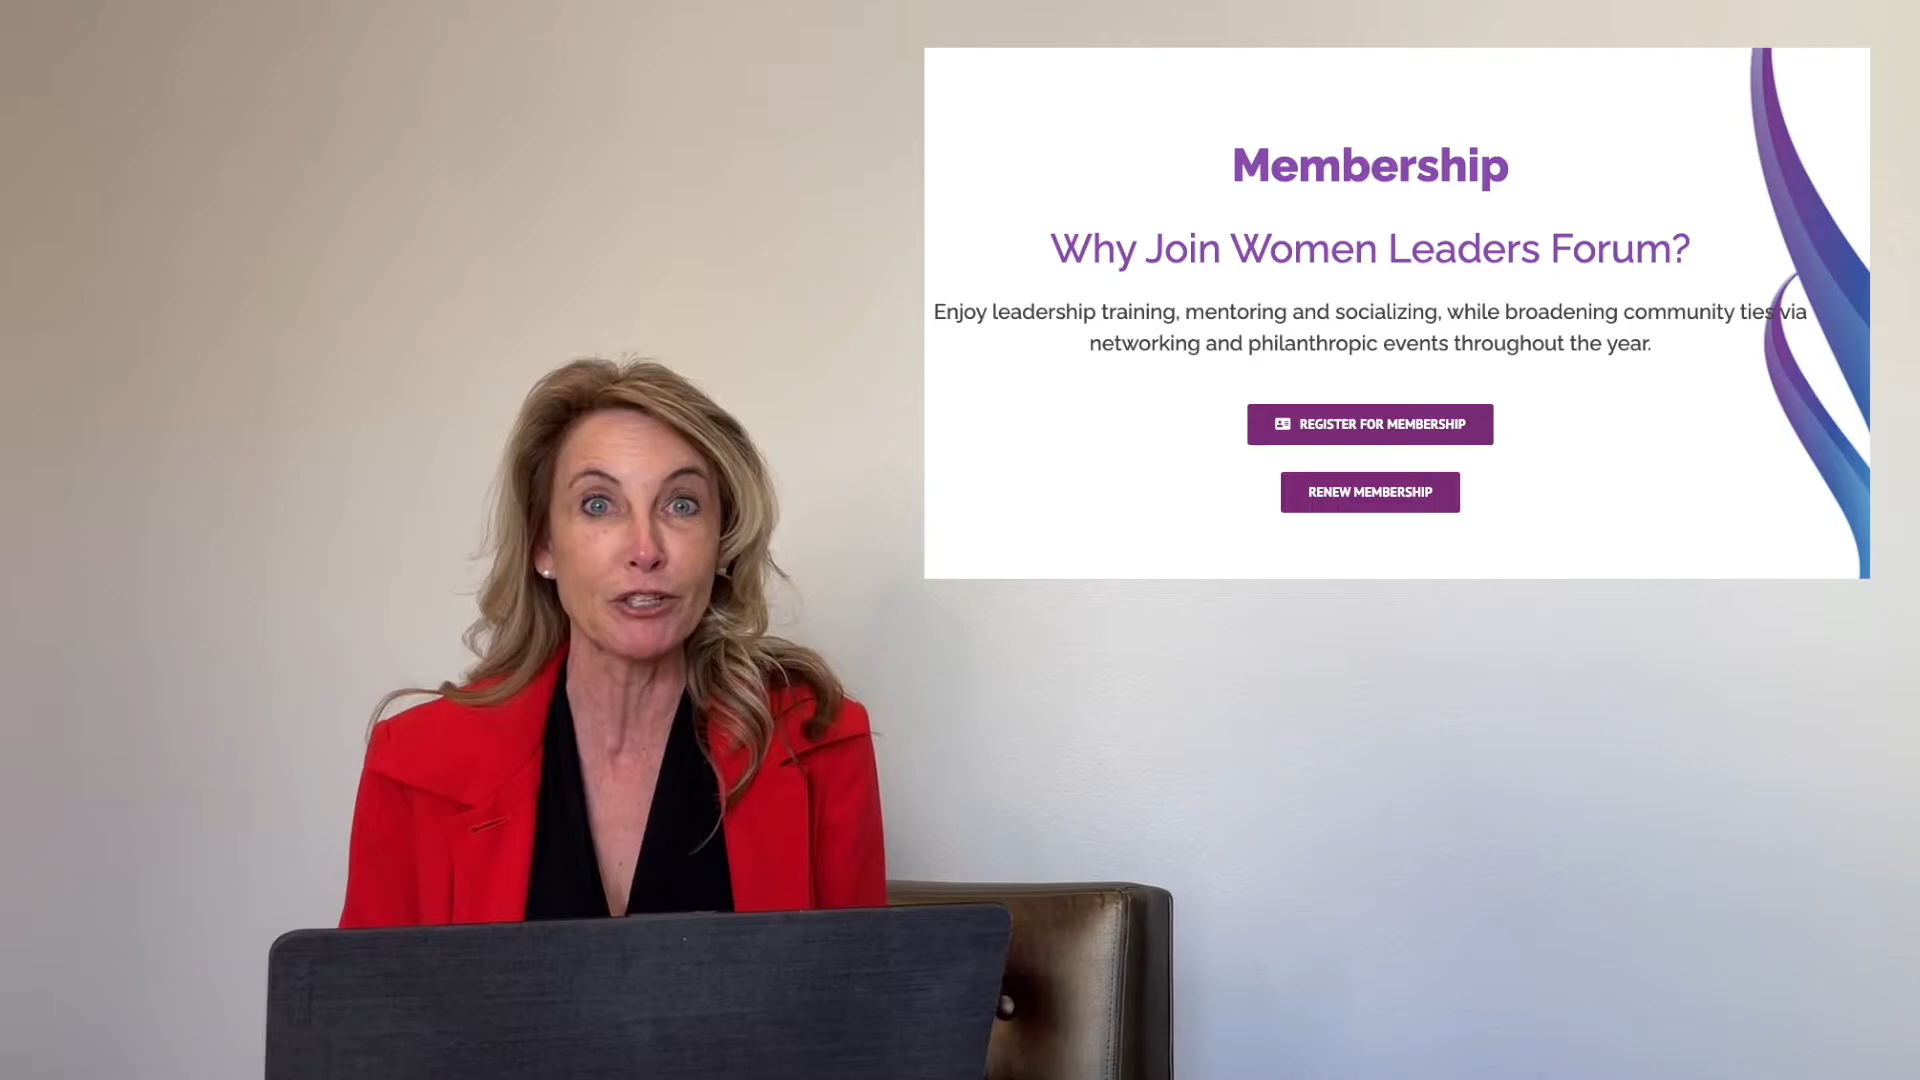 Membership
Why Join Women Leaders Forum?
Enjoy leadership training, mentoring and socializing, while broadening community ties via
networking and philanthropic events throughout the year.
REGISTER FOR MEMBERSHIP
RENEW MEMBERSHIP